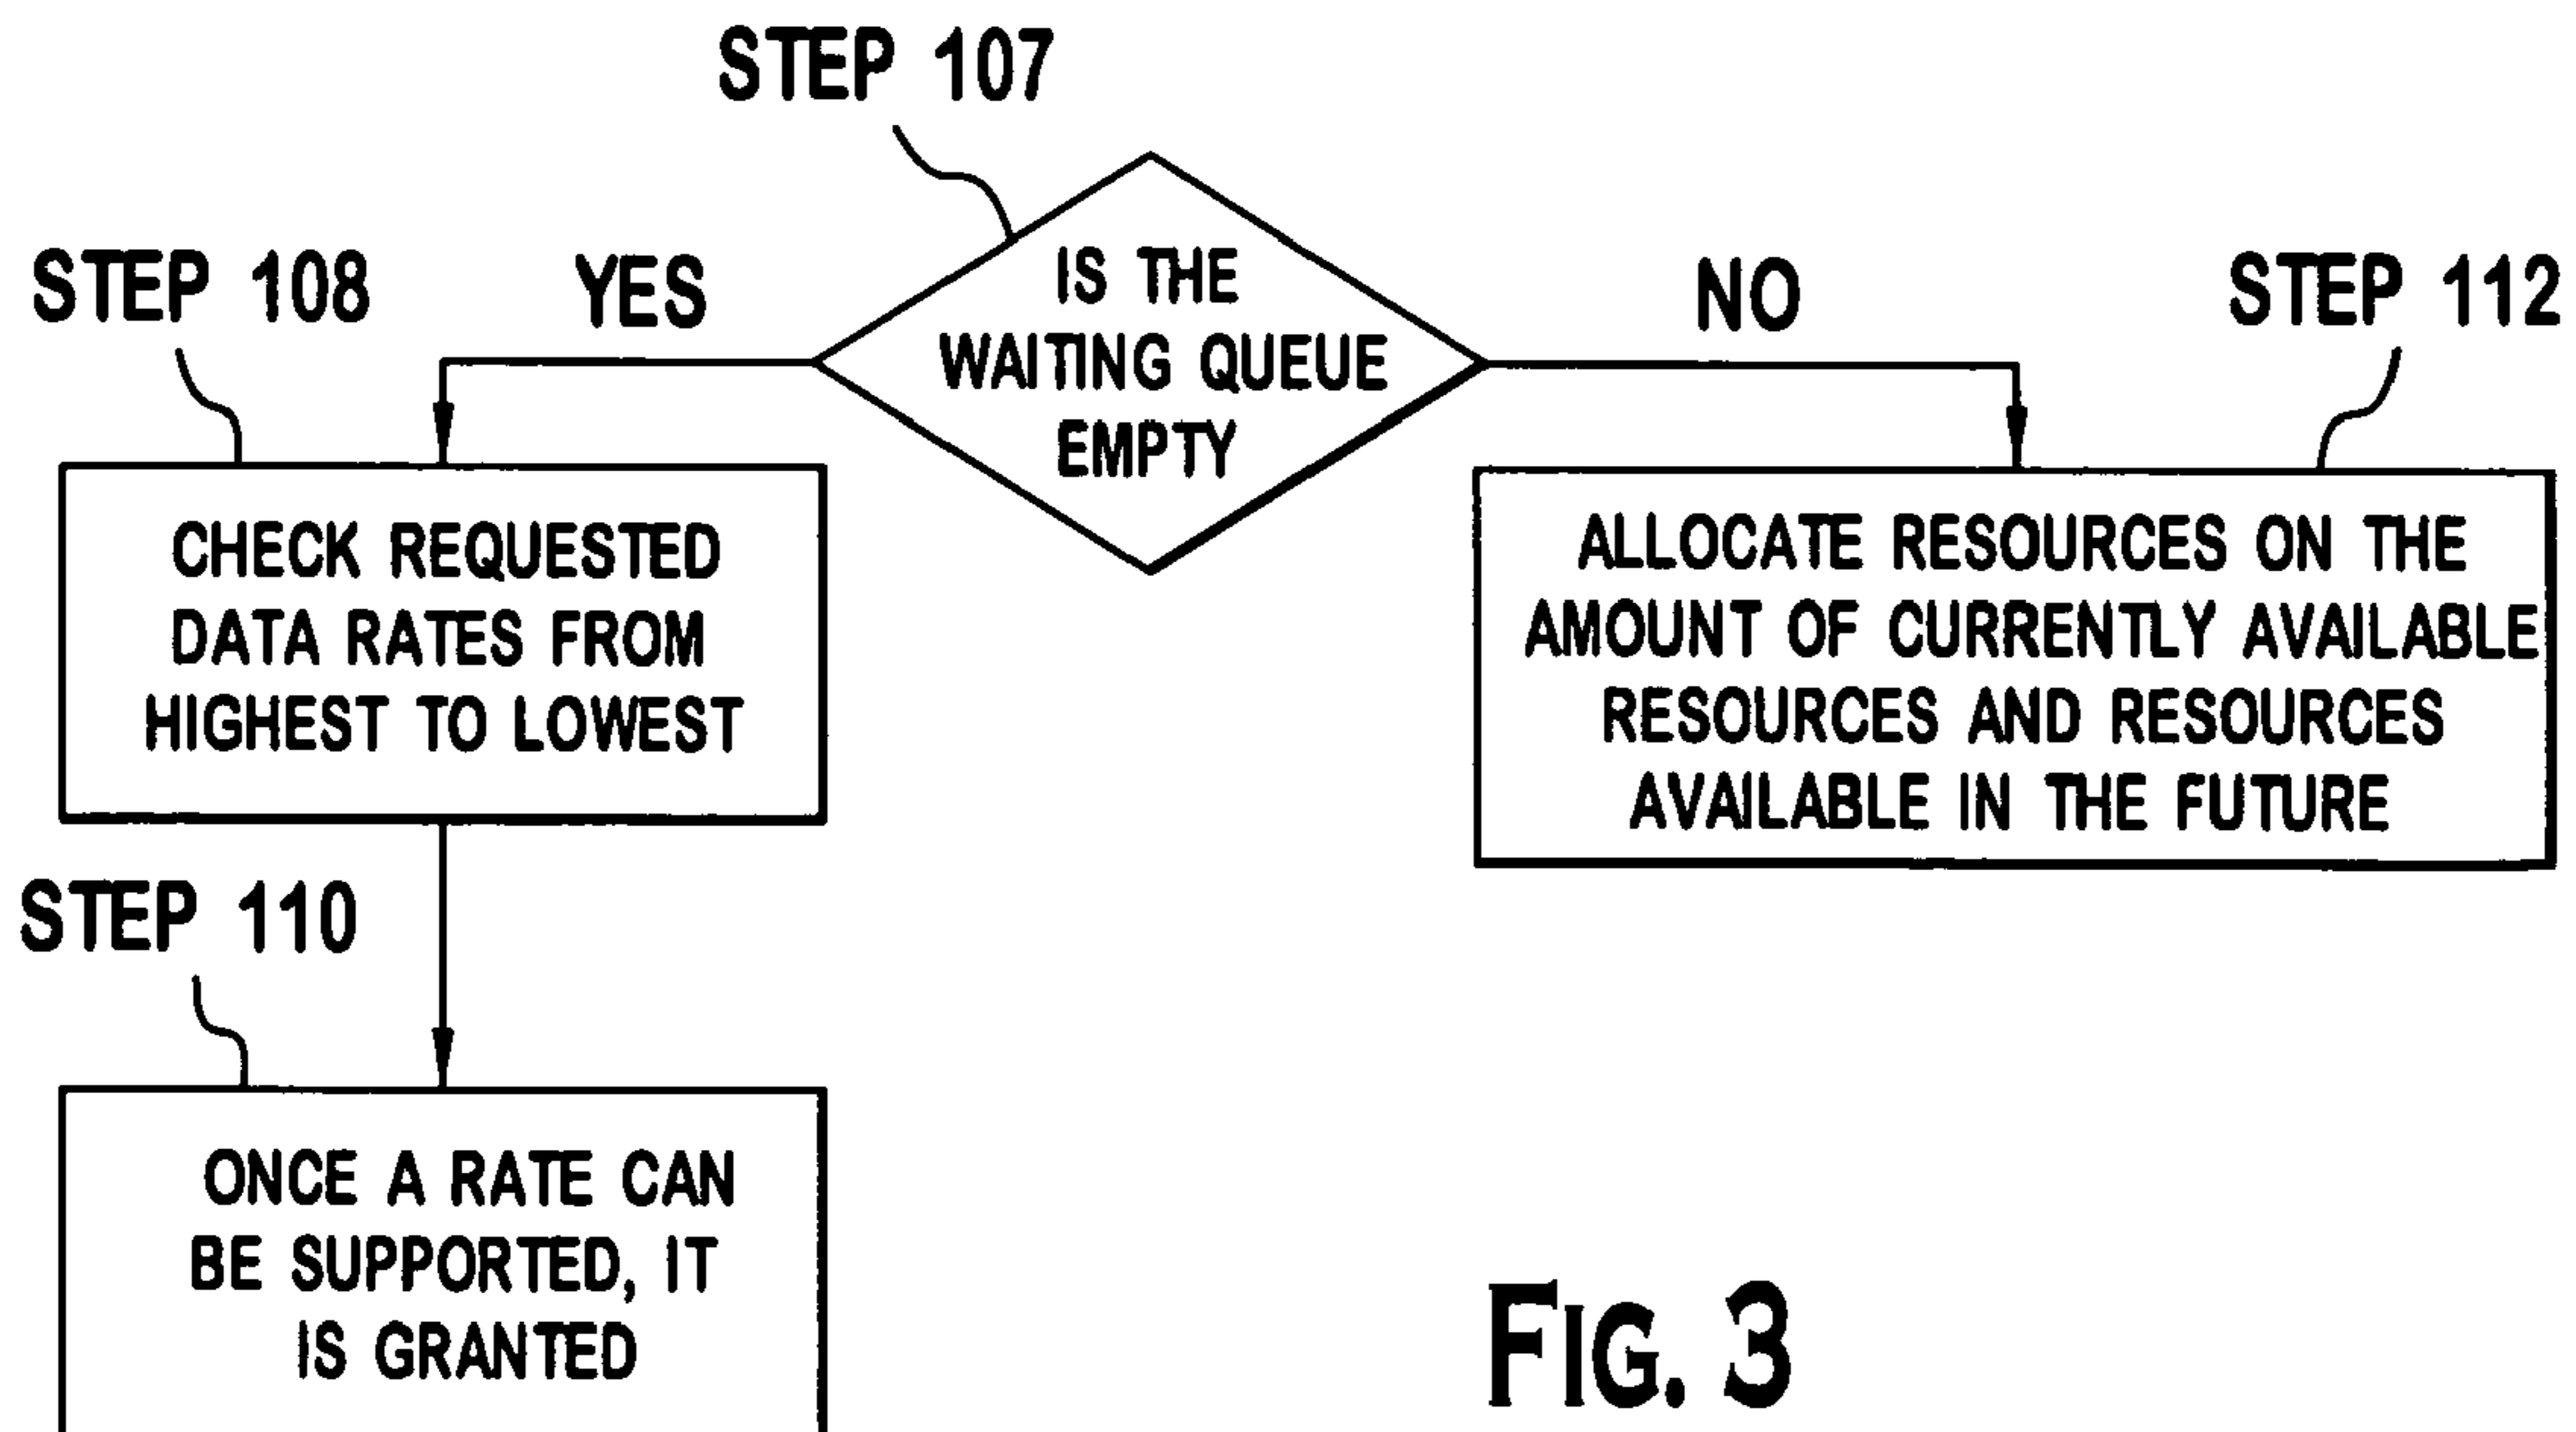 STEP 107
STEP 108
YES
IS THE
WAITING QUEUE
EMPTY
NO
STEP 112
CHECK REQUESTED
DATA RATES FROM
HIGHEST TO LOWEST
ALLOCATE RESOURCES ON THE
AMOUNT OF CURRENTLY AVAILABLE
RESOURCES AND RESOURCES
AVAILABLE IN THE FUTURE
STEP 110
ONCE A RATE CAN
BE SUPPORTED, IT
IS GRANTED
FIG. 3